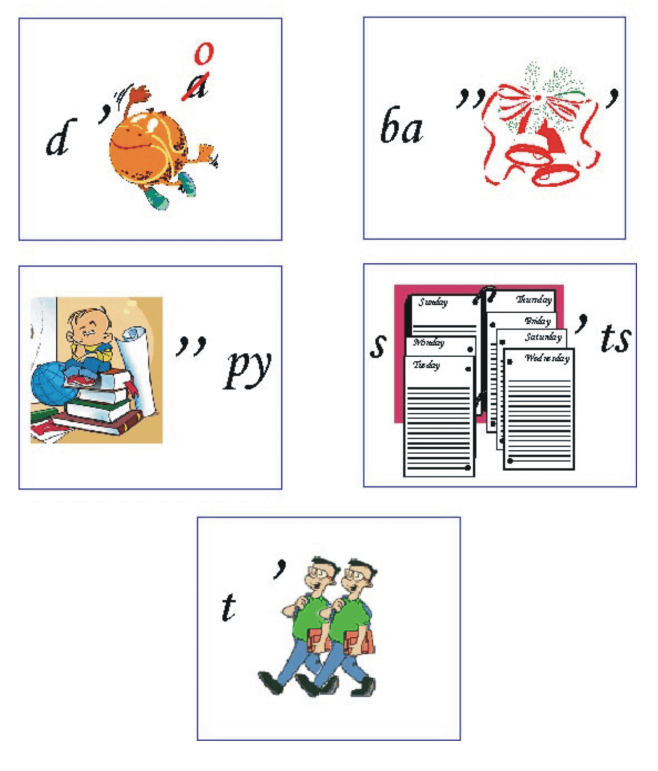 o
d ’ a
ba ’’ ’
’’ py
s ’ ts
Sunday
Monday
Tuesday
Thursday
Friday
Saturday
Wednesday
t ’